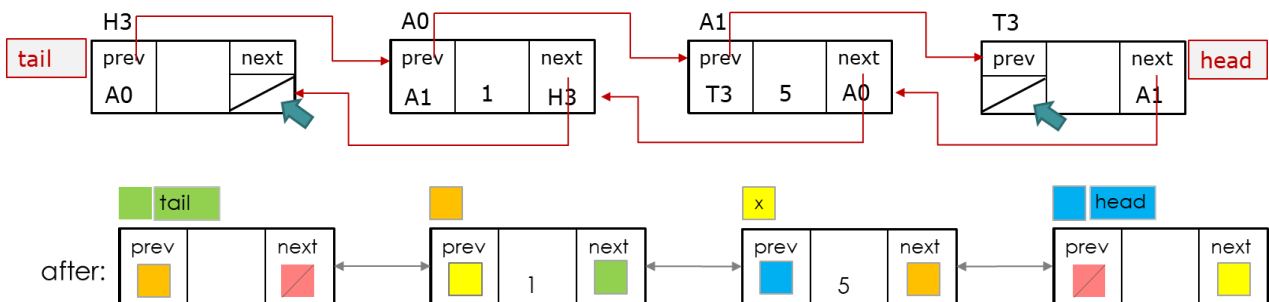 H3 A0 A1 T3
tail prev next prev next prev next prev next head
A0 A1 1 H3 T3 5 A0 A1
tail x head
prev next prev next prev next prev next
after: 1 5